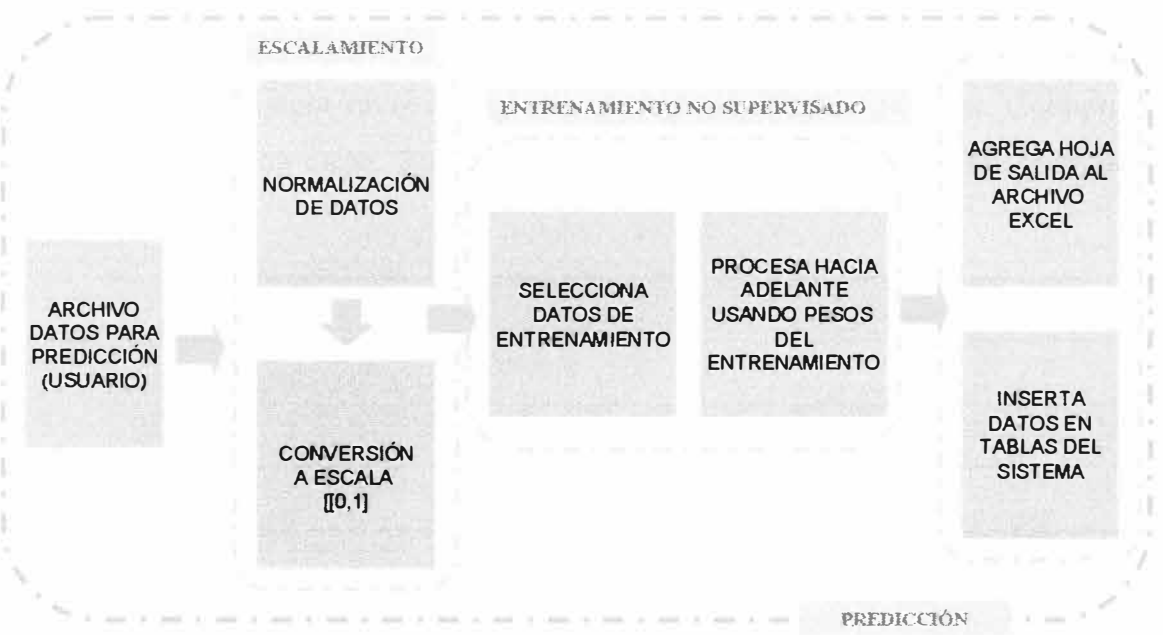 ESCALAMIENTO
NORMALIZACIÓN
DE DATOS
ENTRENAMIENTO NO SUPERVISADO
AGREGA HOJA
DE SALIDA AL
ARCHIVO
EXCEL
ARCHIVO
DATOS PARA
PREDICCIÓN
(USUARIO)
SELECCIONA
DATOS DE
ENTRENAMIENTO
PROCESA HACIA
ADELANTE
USANDO PESOS
DEL
ENTRENAMIENTO
CONVERSIÓN
A ESCALA
[[0,1]
INSERTA
DATOS EN
TABLAS DEL
SISTEMA
PREDICCIÓN